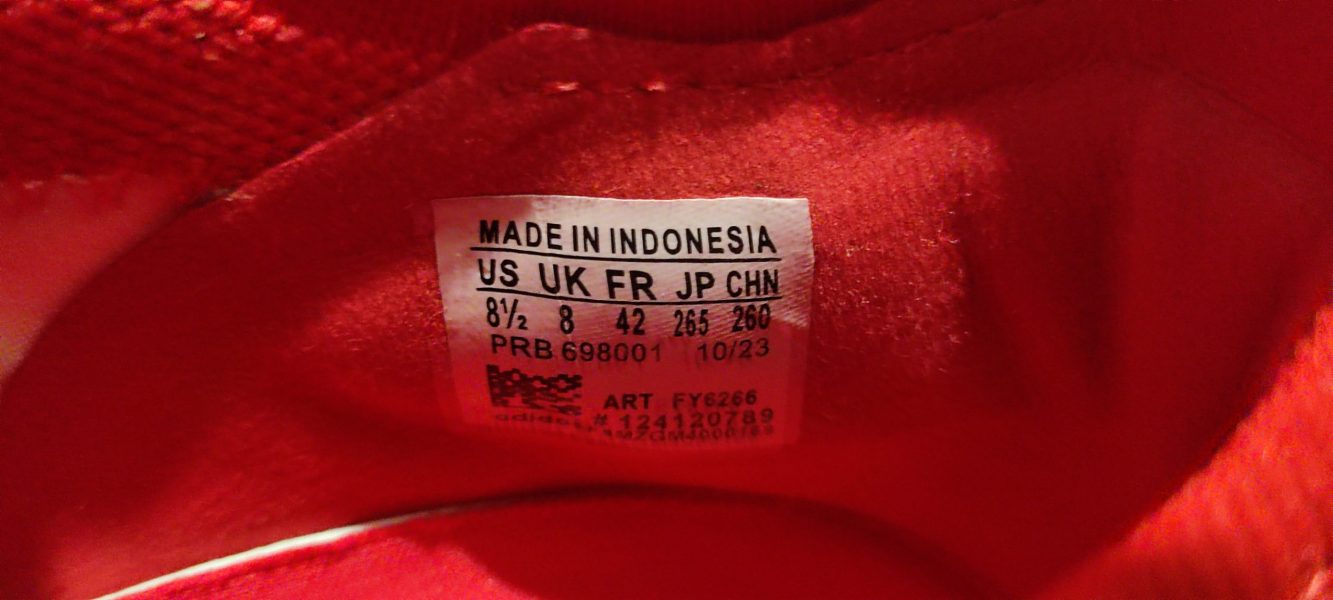 MADE IN INDONESIA
US UK FR JP CHN
8½ 8 42 265 260
PRB 698001 10/23
ART FY6266
adidas # 124120789